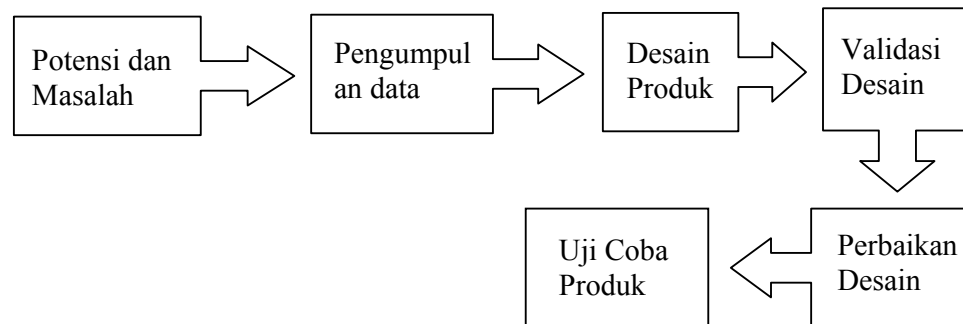 Potensi dan
Masalah
Pengumpul
an data
Desain
Produk
Validasi
Desain
Perbaikan
Desain
Uji Coba
Produk